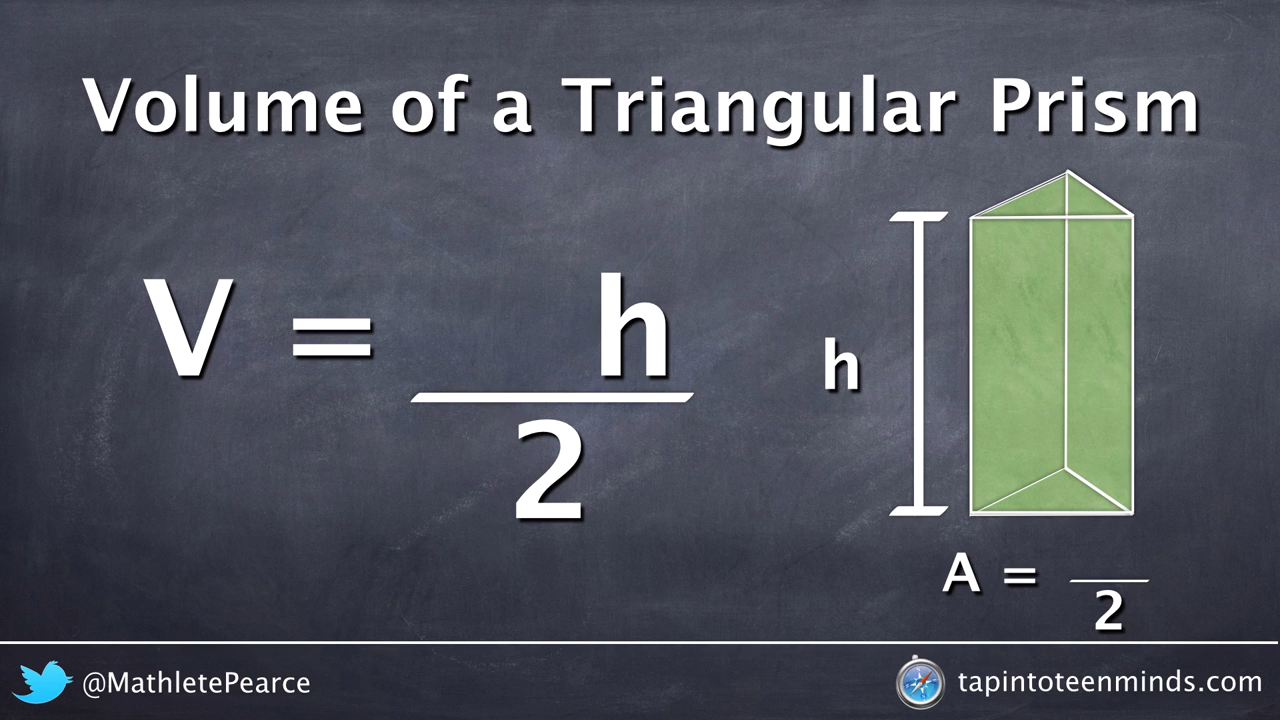 Volume of a Triangular Prism
V = h
2
h
A =
2
@MathletePearce
tapintoteenminds.com